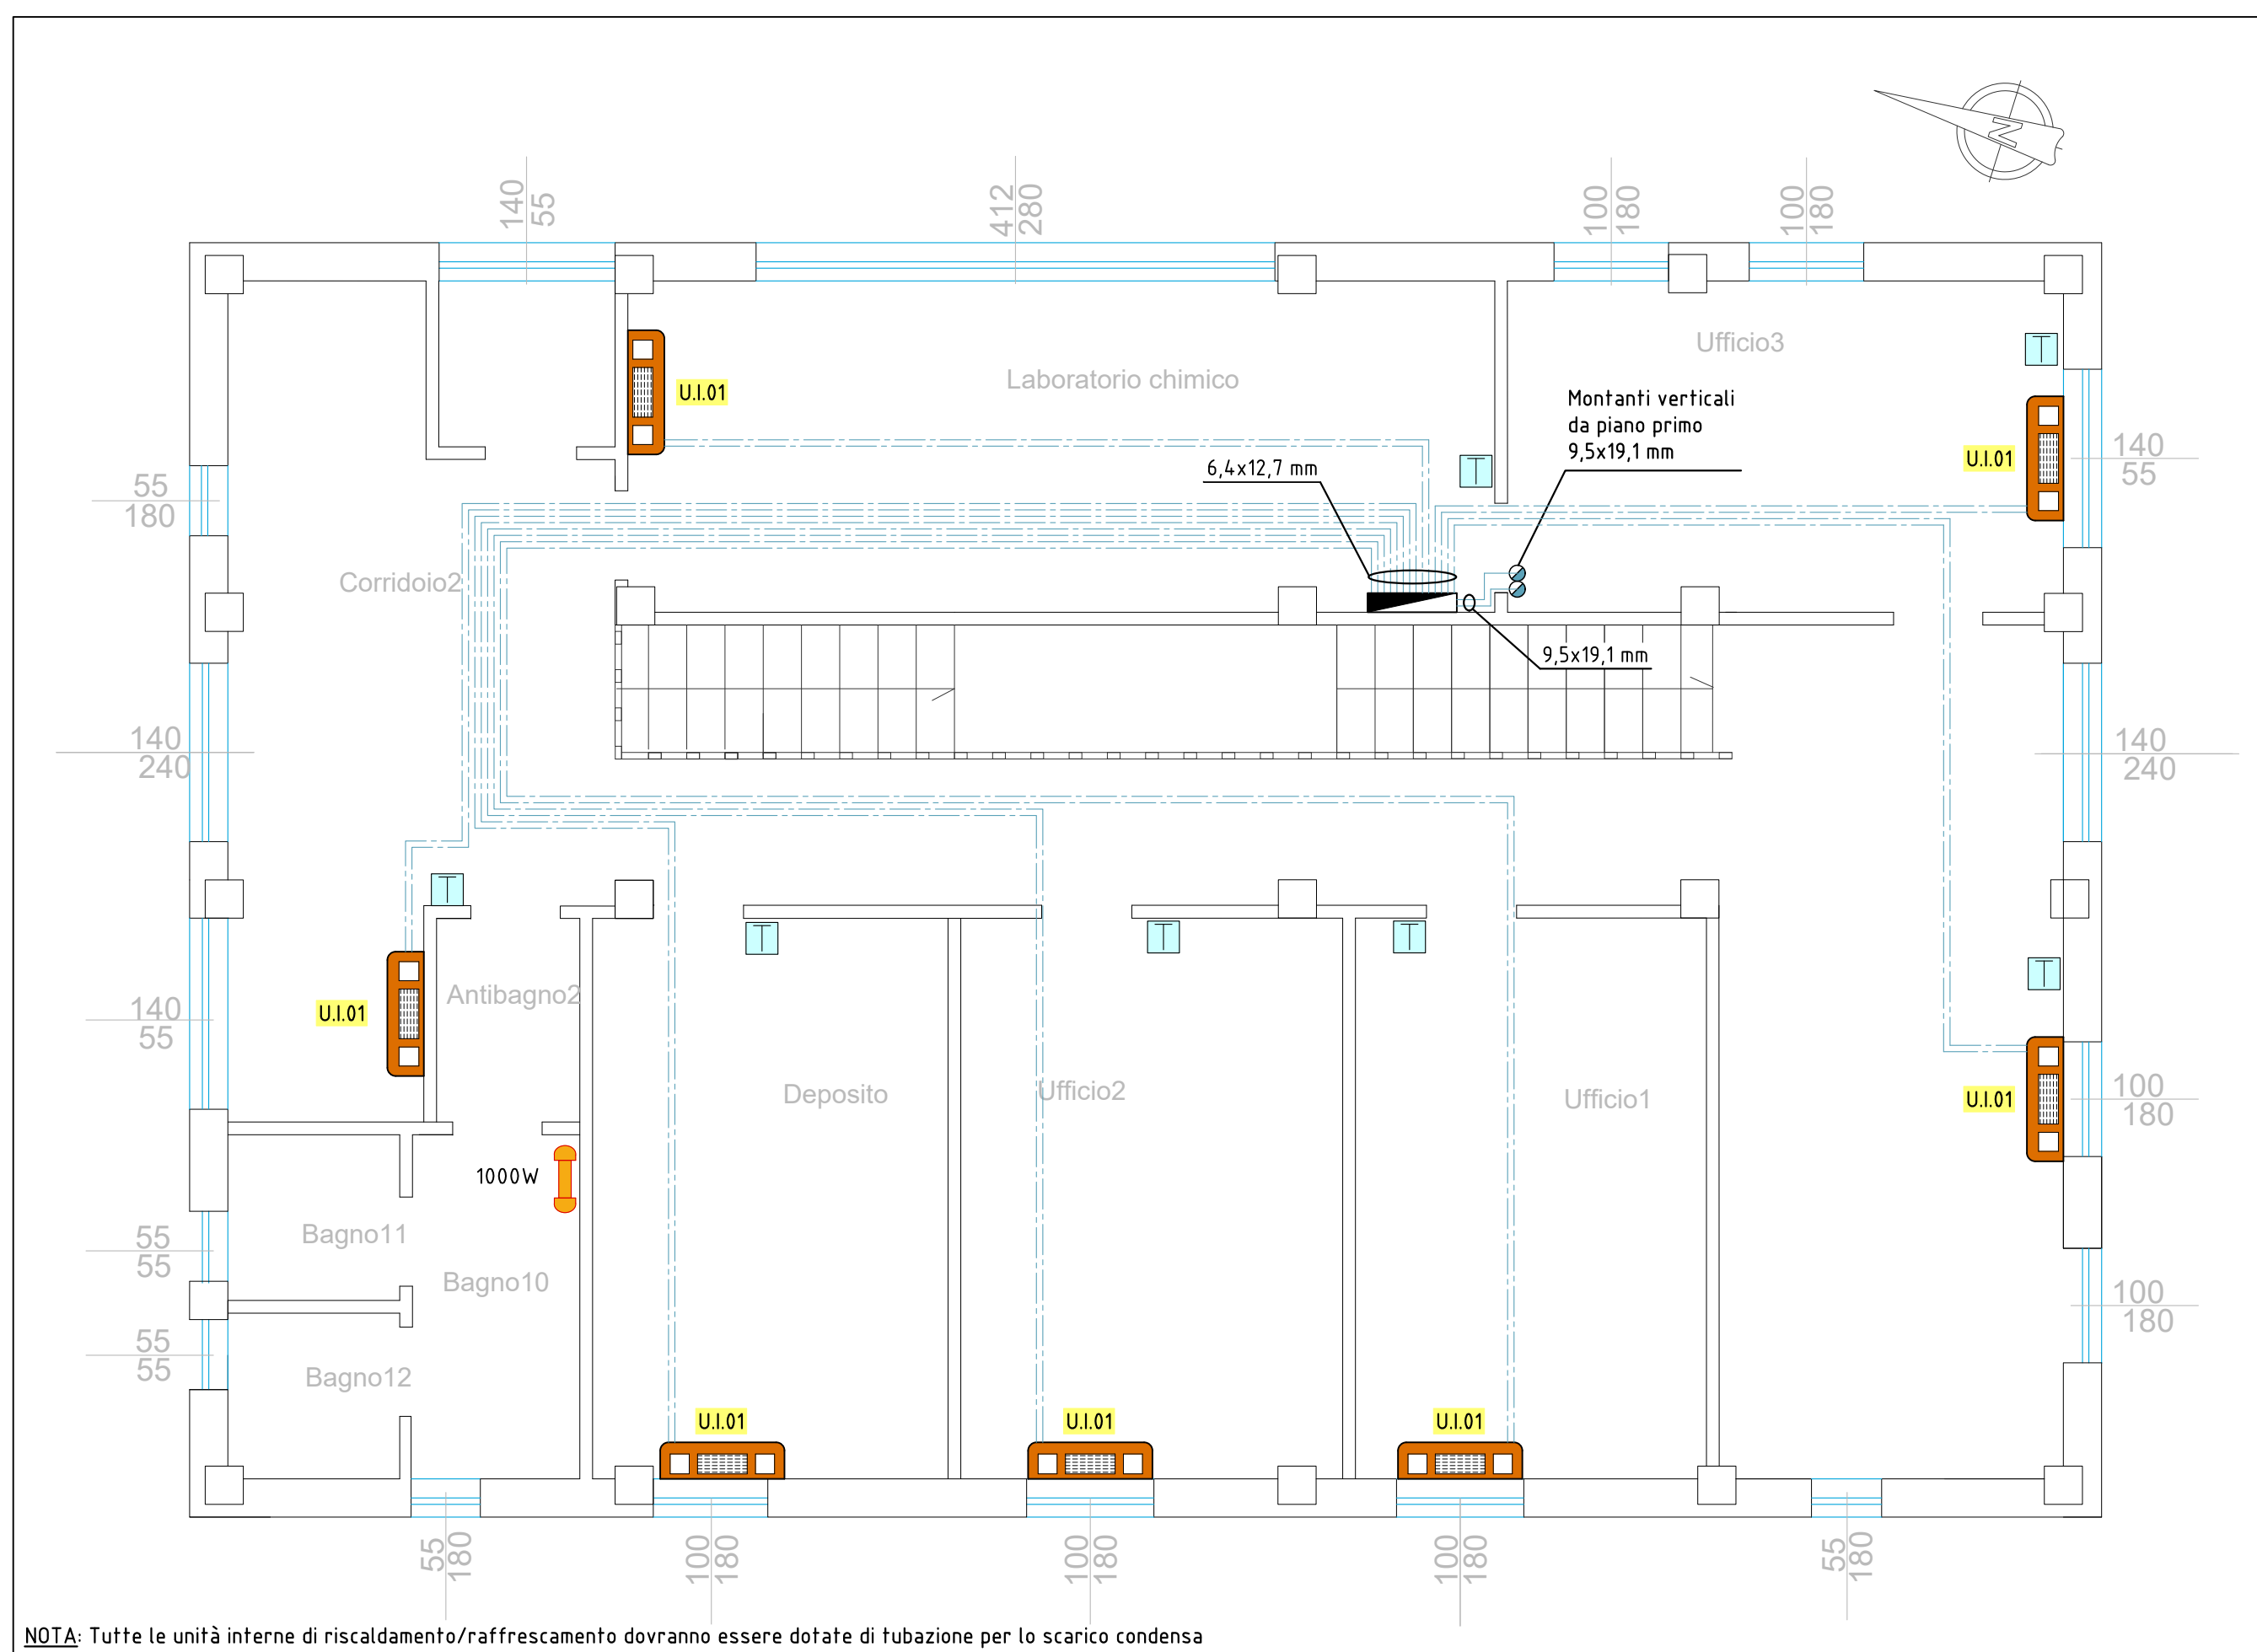 N
140
55
412
280
100
180
100
180
Ufficio3
T
Laboratorio chimico
U.I.01
Montanti verticali
da piano primo
9,5x19,1 mm
6,4x12,7 mm
T
U.I.01
140
55
55
180
Corridoio2
9,5x19,1 mm
140
240
140
240
T
T
T
T
T
Antibagno2
U.I.01
140
55
Deposito
Ufficio2
Ufficio1
U.I.01
100
180
1000W
Bagno11
55
55
Bagno10
100
180
55
55
Bagno12
U.I.01
U.I.01
U.I.01
55
180
100
180
100
180
100
180
55
180
NOTA: Tutte le unità interne di riscaldamento/raffrescamento dovranno essere dotate di tubazione per lo scarico condensa